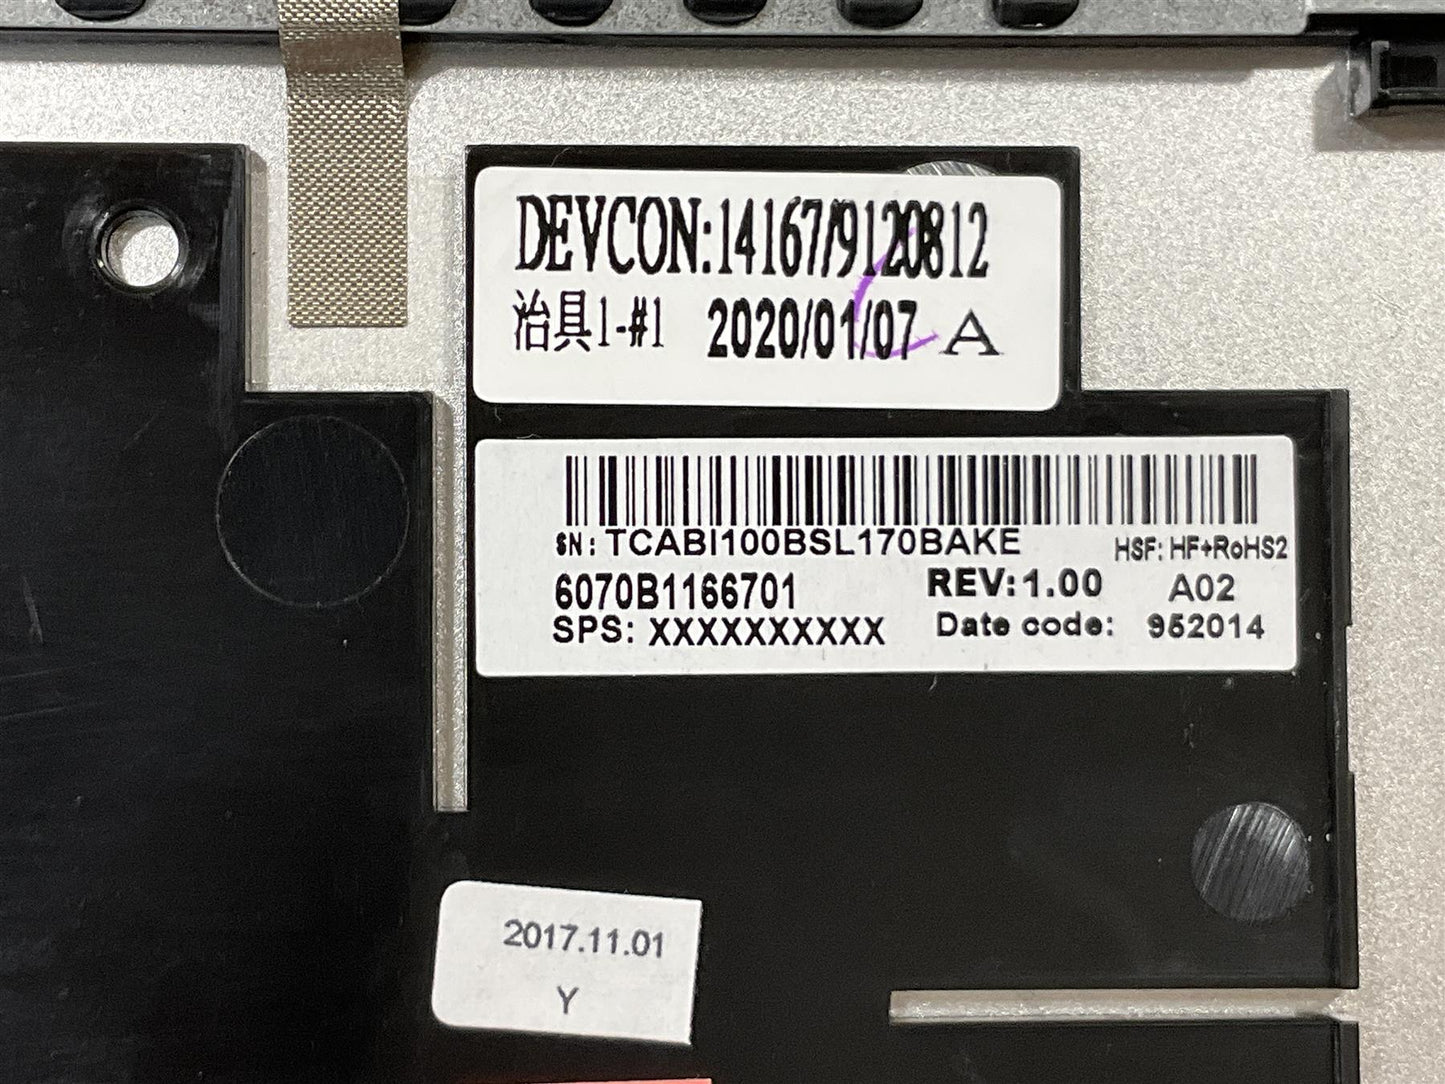 DEVCON:14167/9120812
治具1-#1 2020/01/07 A
SN: TCABI100BSL170BAKE HSF: HF+RoHS2
6070B1166701 REV:1.00 A02
SPS: XXXXXXXXXX Date code: 952014
2017.11.01
Y